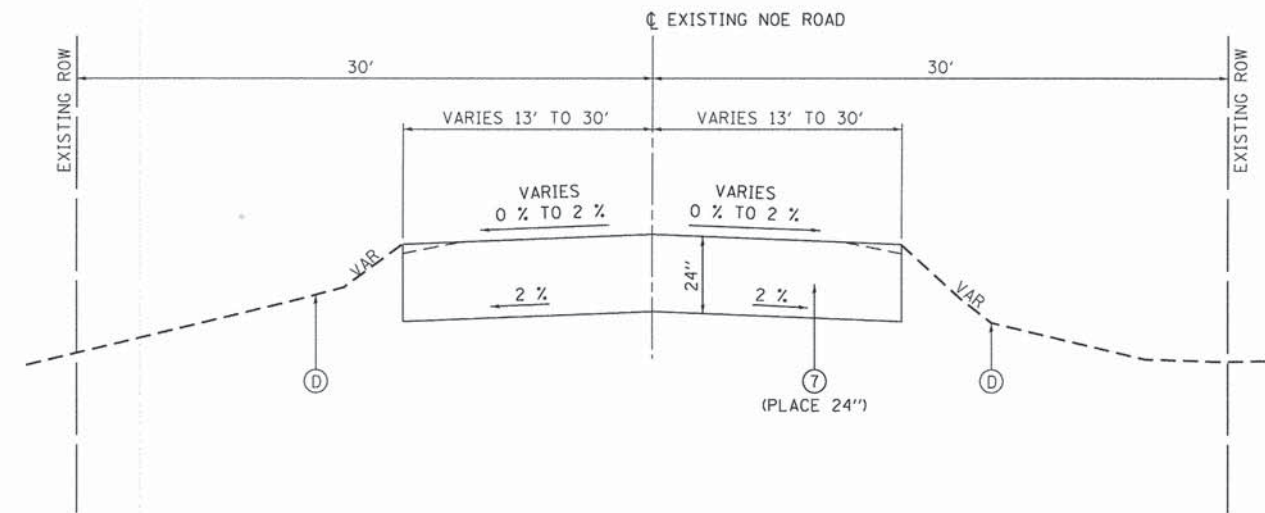 ℄ EXISTING NOE ROAD
EXISTING ROW
30'
30'
EXISTING ROW
VARIES 13' TO 30'
VARIES 13' TO 30'
VARIES
0 % TO 2 %
VARIES
0 % TO 2 %
VAR
24"
VAR
2 %
2 %
D
7
(PLACE 24")
D